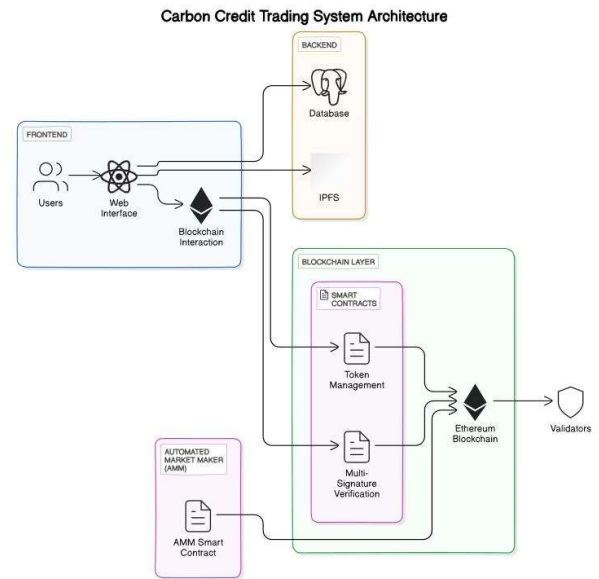 Carbon Credit Trading System Architecture
BACKEND
Database
IPFS
FRONTEND
Users
Web
Interface
Blockchain
Interaction
BLOCKCHAIN LAYER
SMART
CONTRACTS
Token
Management
Multi-
Signature
Verification
Ethereum
Blockchain
Validators
AUTOMATED
MARKET MAKER
(AMM)
AMM Smart
Contract